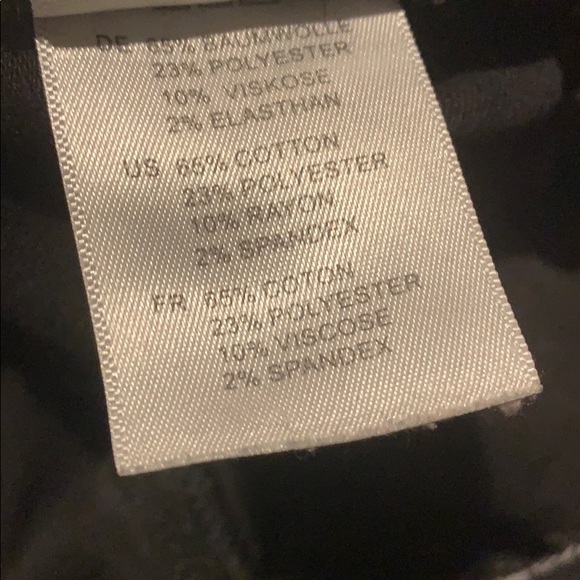 DE 65% BAUMWOLLE
23% POLYESTER
10% VISKOSE
2% ELASTHAN
US 65% COTTON
23% POLYESTER
10% RAYON
2% SPANDEX
FR 65% COTON
23% POLYESTER
10% VISCOSE
2% SPANDEX